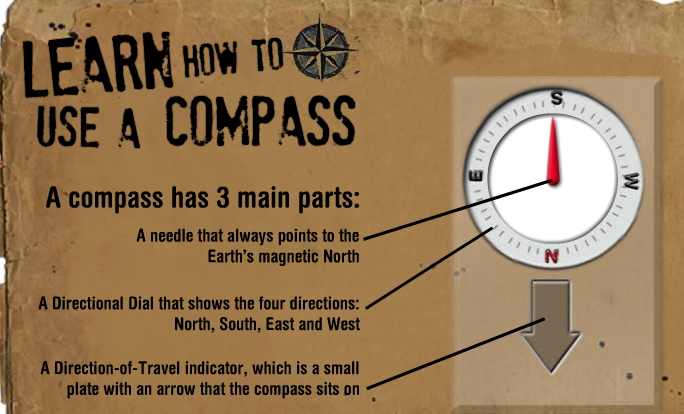 LEARN HOW TO
USE A COMPASS
A compass has 3 main parts:
A needle that always points to the
Earth's magnetic North
A Directional Dial that shows the four directions:
North, South, East and West
A Direction-of-Travel indicator, which is a small
plate with an arrow that the compass sits on
S
E
W
N